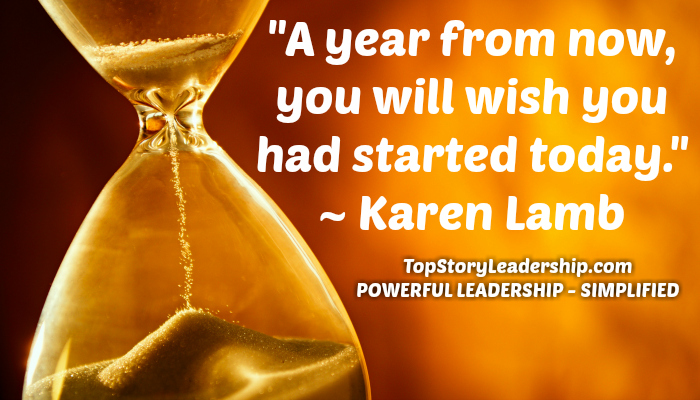 "A year from now,
you will wish you
had started today."
~ Karen Lamb
TopStoryLeadership.com
POWERFUL LEADERSHIP - SIMPLIFIED